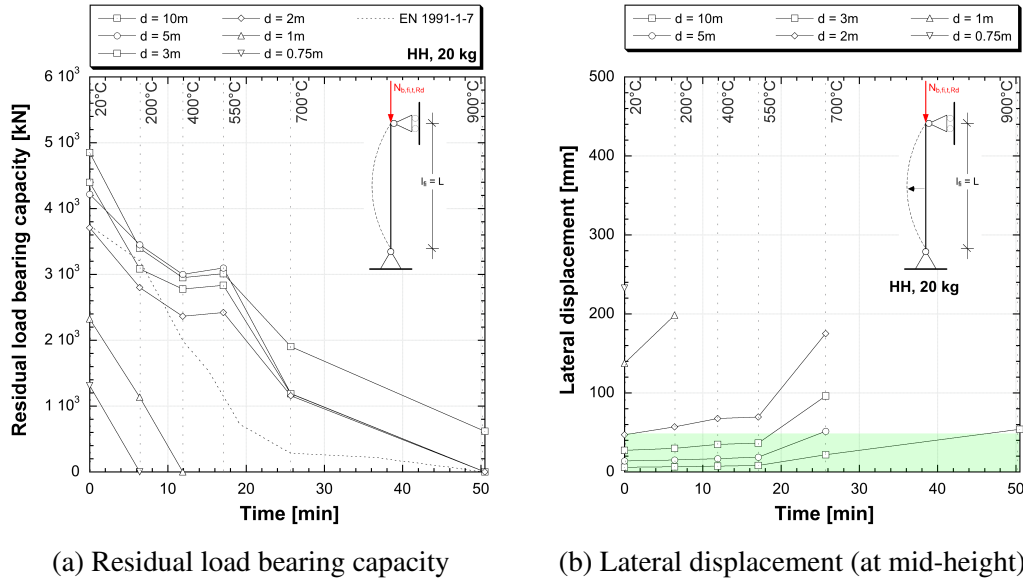 d = 10m d = 2m EN 1991-1-7
d = 5m d = 1m
d = 3m d = 0.75m HH, 20 kg
6 10³
5 10³
4 10³
3 10³
2 10³
1 10³
0
Residual load bearing capacity [kN]
20°C
200°C
400°C
550°C
700°C
900°C
N_b,fi,t,Rd
l_fi = L
0 10 20 30 40 50
Time [min]
(a) Residual load bearing capacity
d = 10m d = 3m d = 1m
d = 5m d = 2m d = 0.75m
500
400
300
200
100
0
Lateral displacement [mm]
20°C
200°C
400°C
550°C
700°C
900°C
N_b,fi,t,Rd
l_fi = L
HH, 20 kg
0 10 20 30 40 50
Time [min]
(b) Lateral displacement (at mid-height)